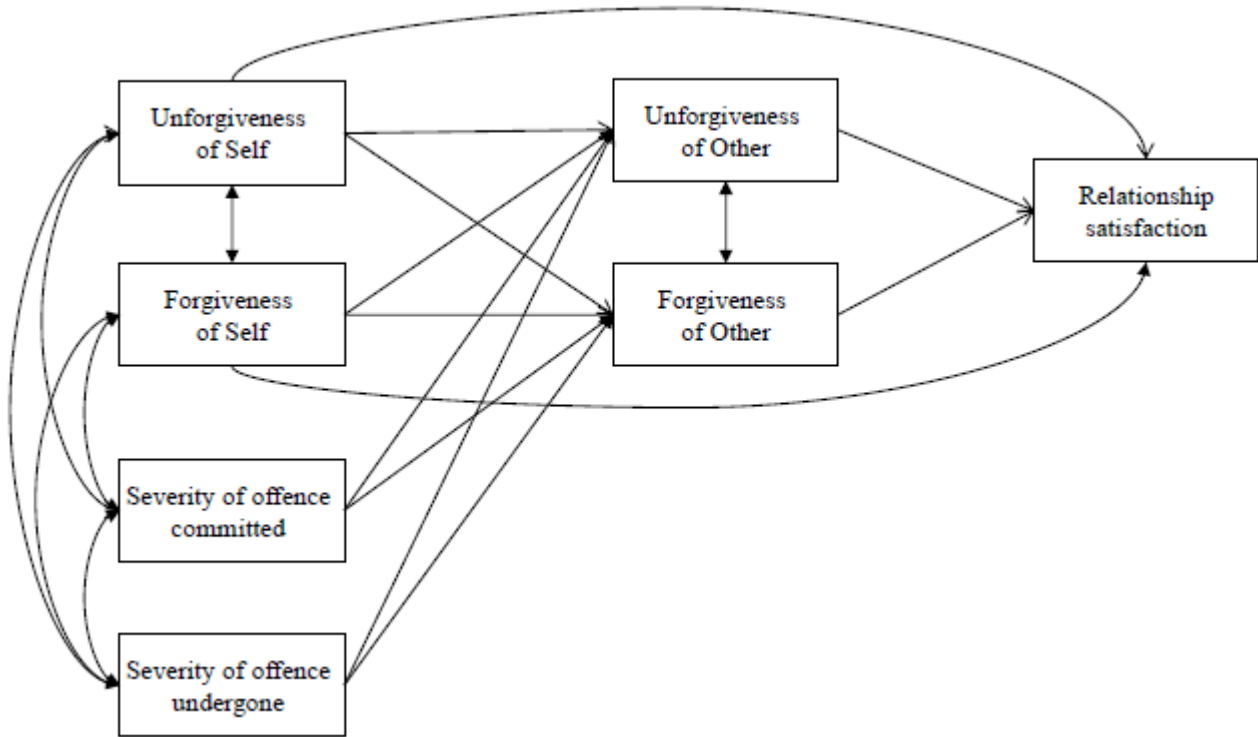 Unforgiveness
of Self
Unforgiveness
of Other
Relationship
satisfaction
Forgiveness
of Self
Forgiveness
of Other
Severity of offence
committed
Severity of offence
undergone